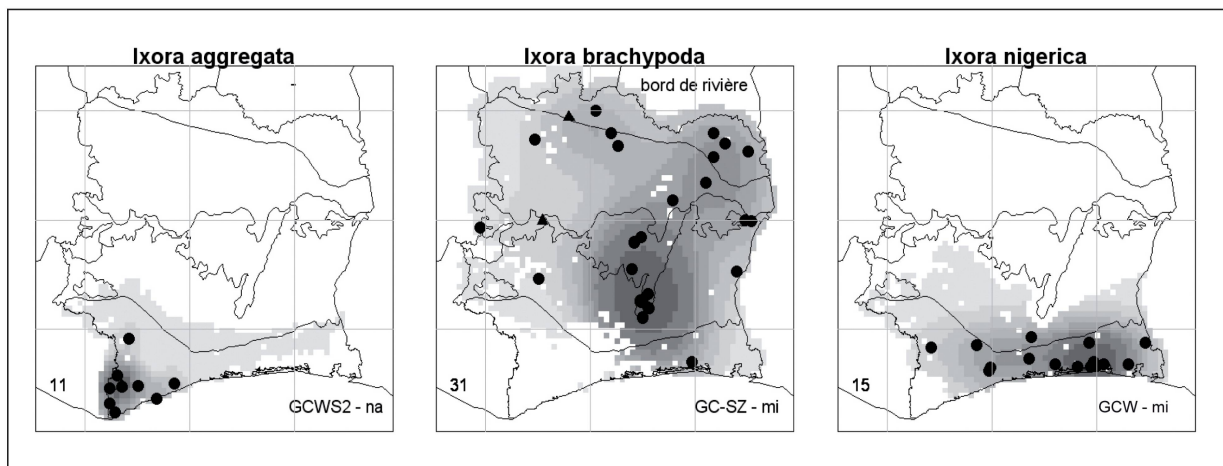 Ixora aggregata
11
GCWS2 - na
Ixora brachypoda
bord de rivière
31
GC-SZ - mi
Ixora nigerica
15
GCW - mi